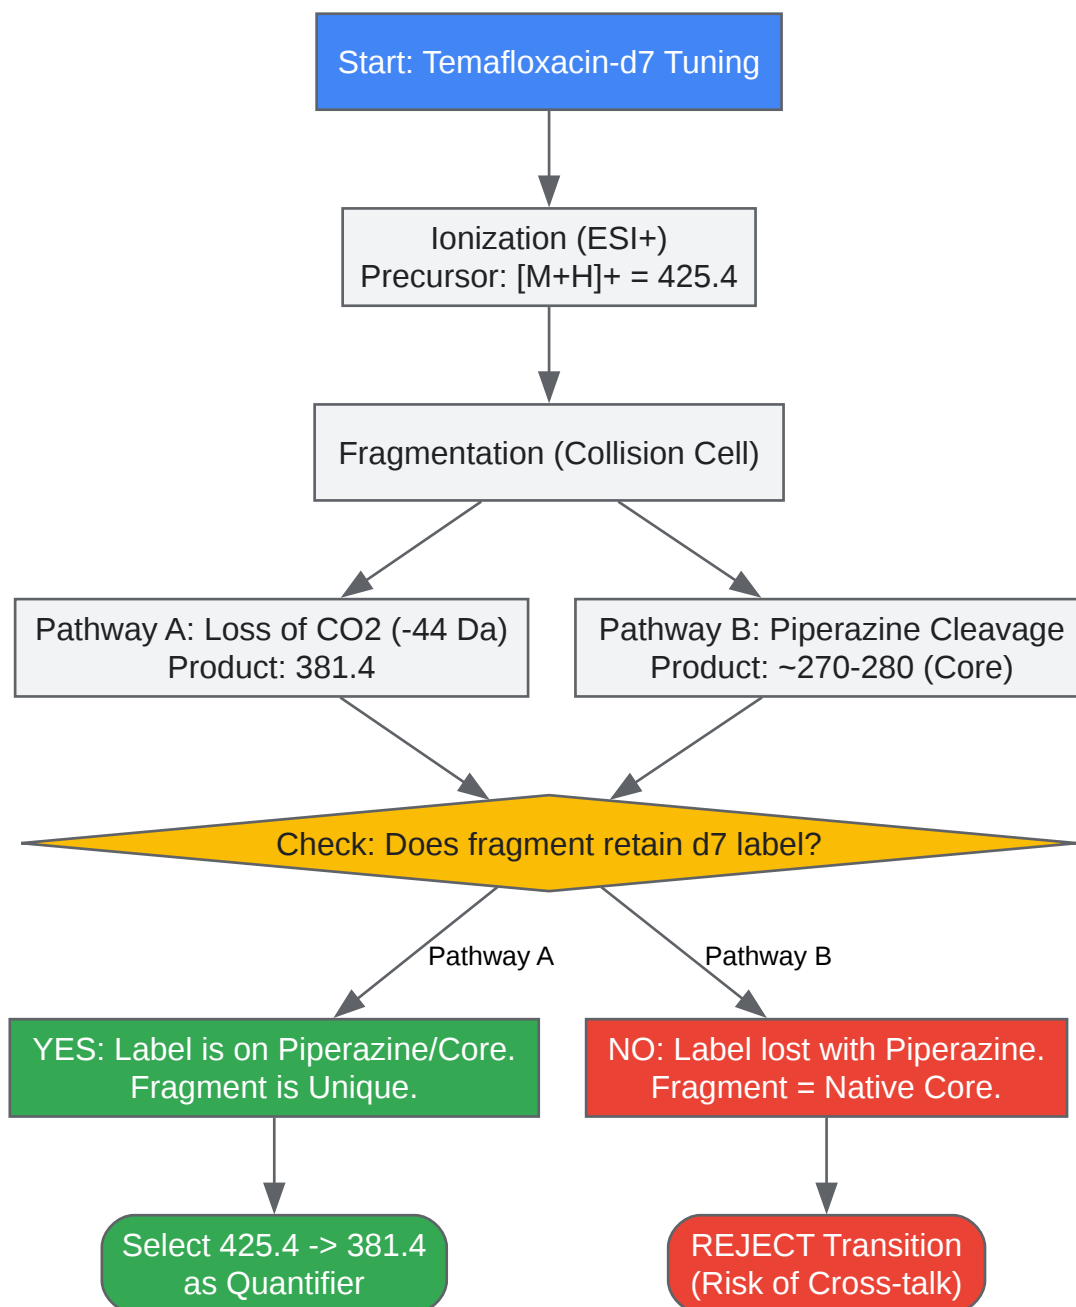 Start: Temafloxacin-d7 Tuning
Ionization (ESI+)
Precursor: [M+H]+ = 425.4
Fragmentation (Collision Cell)
Pathway A: Loss of CO2 (-44 Da)
Product: 381.4
Pathway B: Piperazine Cleavage
Product: ~270-280 (Core)
Check: Does fragment retain d7 label?
Pathway A
Pathway B
YES: Label is on Piperazine/Core.
Fragment is Unique.
NO: Label lost with Piperazine.
Fragment = Native Core.
Select 425.4 -> 381.4
as Quantifier
REJECT Transition
(Risk of Cross-talk)